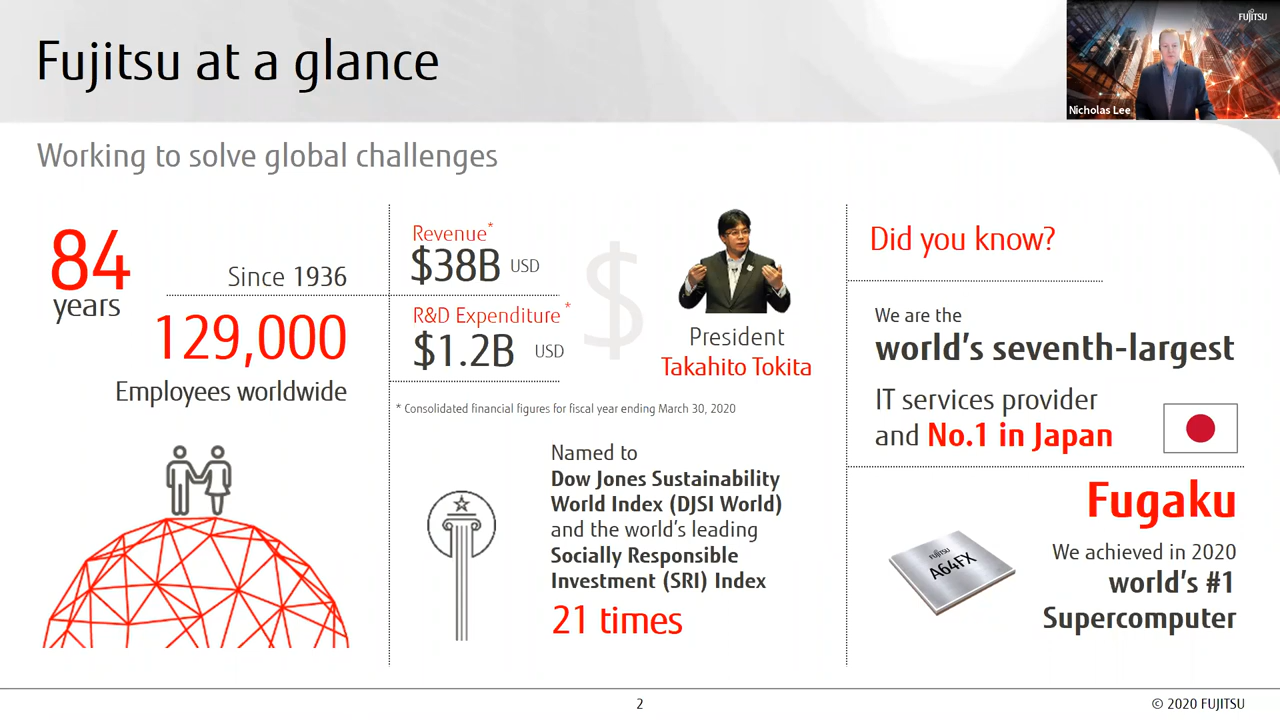 Fujitsu at a glance
FUJITSU
Nicholas Lee
Working to solve global challenges
84
years
Since 1936
129,000
Employees worldwide
Revenue*
$38B USD
R&D Expenditure *
$1.2B USD
$
President
Takahito Tokita
* Consolidated financial figures for fiscal year ending March 30, 2020
Named to
Dow Jones Sustainability
World Index (DJSI World)
and the world's leading
Socially Responsible
Investment (SRI) Index
21 times
Did you know?
We are the
world's seventh-largest
IT services provider
and No.1 in Japan
Fugaku
FUJITSU
A64FX
We achieved in 2020
world's #1
Supercomputer
2
© 2020 FUJITSU